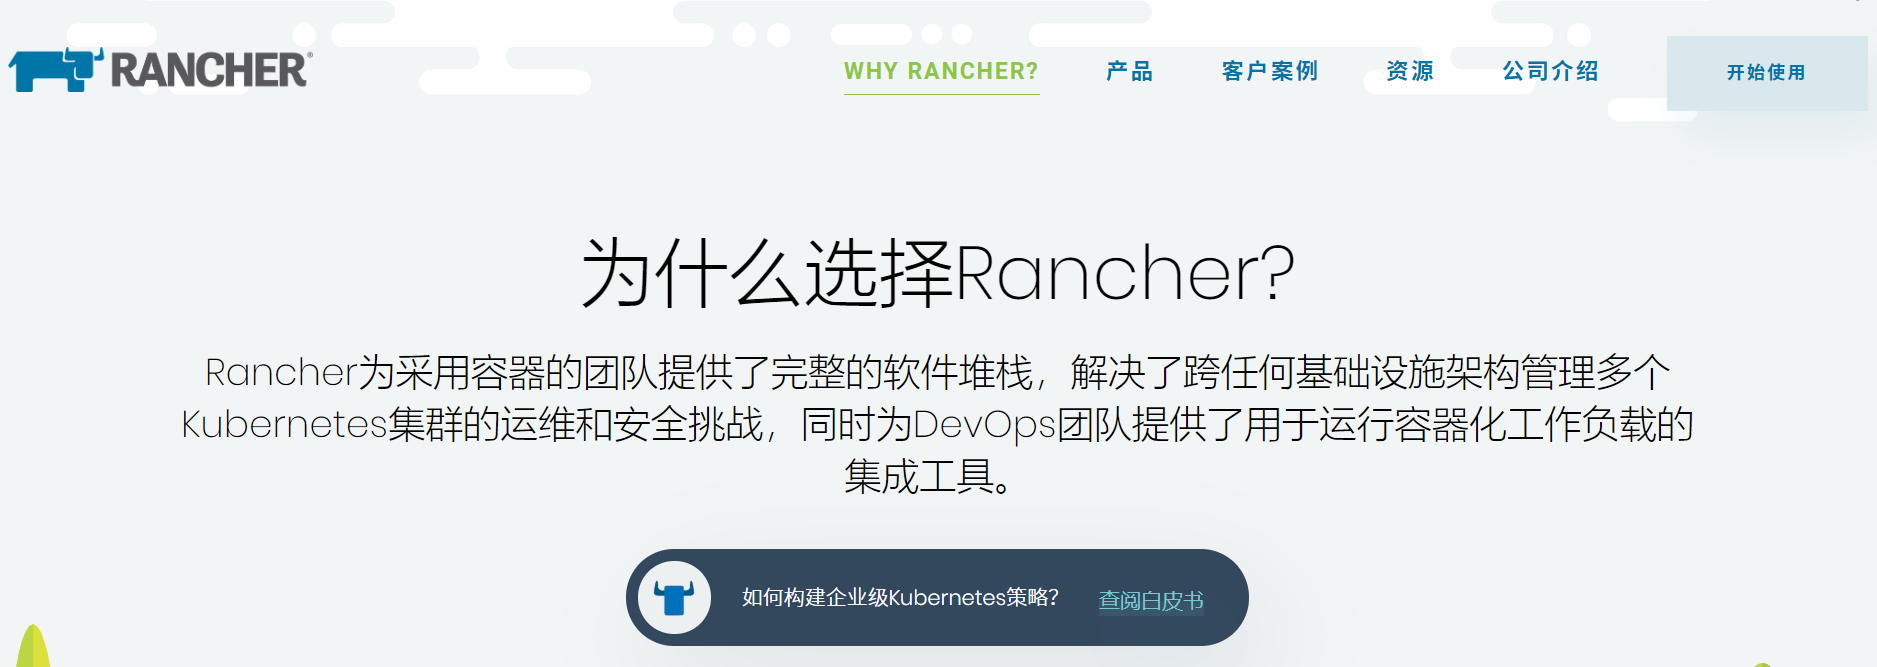 RANCHER®
WHY RANCHER?
产品
客户案例
资源
公司介绍
开始使用
为什么选择Rancher?
Rancher为采用容器的团队提供了完整的软件堆栈，解决了跨任何基础设施架构管理多个
Kubernetes集群的运维和安全挑战，同时为DevOps团队提供了用于运行容器化工作负载的
集成工具。
如何构建企业级Kubernetes策略?
查阅白皮书